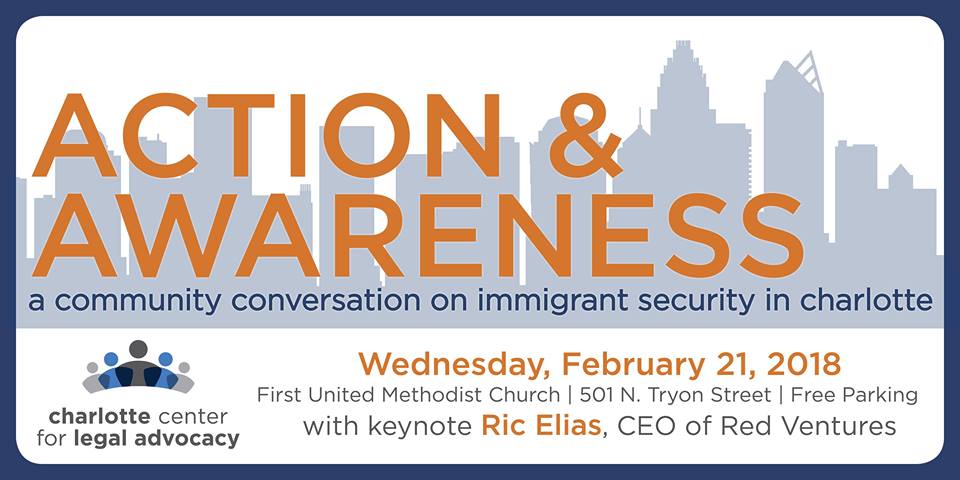 ACTION &
AWARENESS
a community conversation on immigrant security in charlotte
charlotte center
for legal advocacy
Wednesday, February 21, 2018
First United Methodist Church | 501 N. Tryon Street | Free Parking
with keynote Ric Elias, CEO of Red Ventures